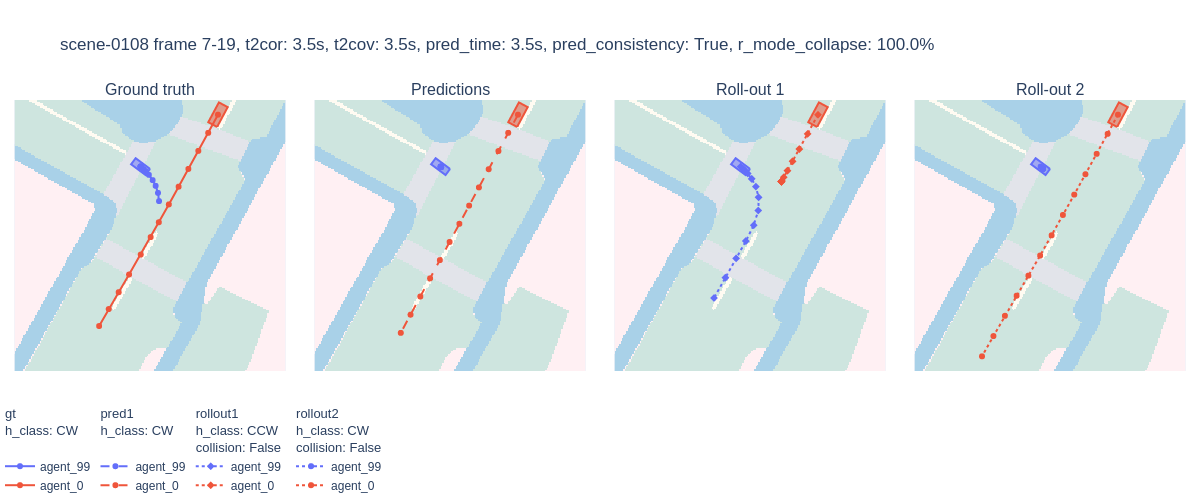 scene-0108 frame 7-19, t2cor: 3.5s, t2cov: 3.5s, pred_time: 3.5s, pred_consistency: True, r_mode_collapse: 100.0%
Ground truth
Predictions
Roll-out 1
Roll-out 2
gt
h_class: CW
agent_99
agent_0
pred1
h_class: CW
agent_99
agent_0
rollout1
h_class: CCW
collision: False
agent_99
agent_0
rollout2
h_class: CW
collision: False
agent_99
agent_0